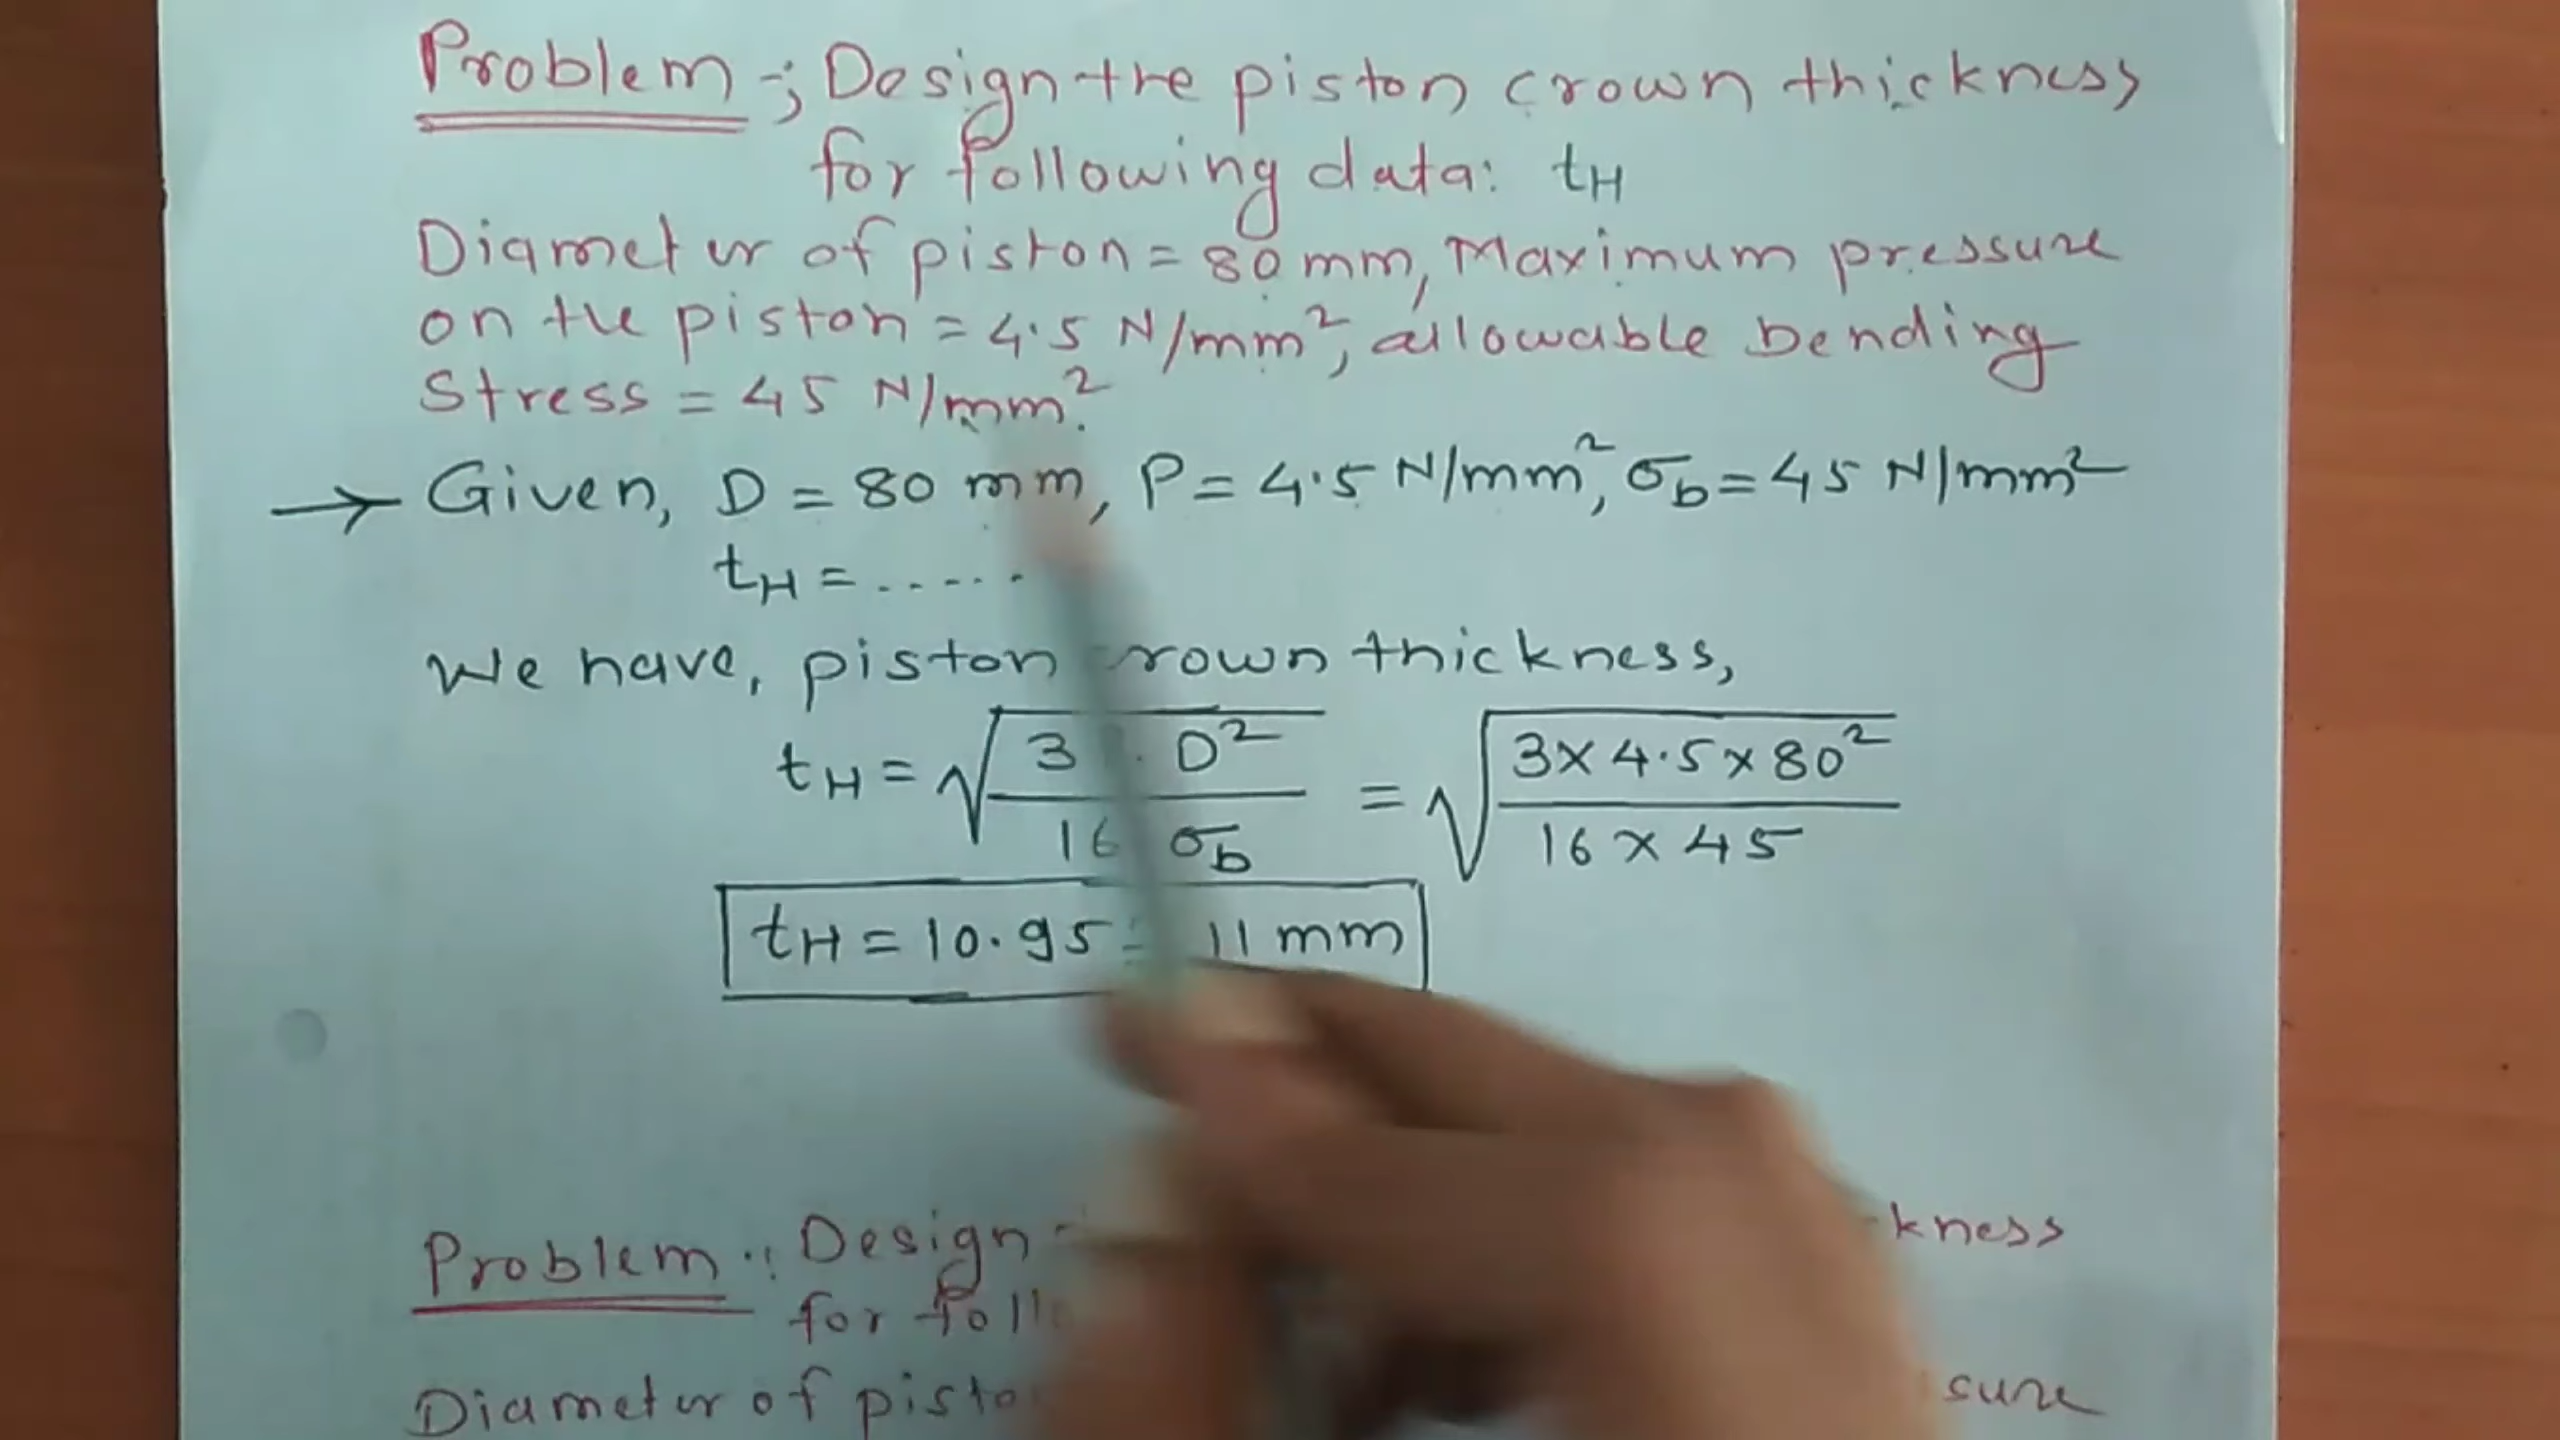 Problem :- Design the piston crown thickness
for following data: tH
Diameter of piston = 80 mm, Maximum pressure
on the piston = 4.5 N/mm², allowable bending
Stress = 45 N/mm².
→ Given, D = 80 mm, P = 4.5 N/mm², σb = 45 N/mm²
tH = .....
We have, piston rown thickness,
tH = √(3 . D² / 16 σb) = √(3 × 4.5 × 80² / 16 × 45)
tH = 10.95 = 11 mm
Problem : Design kness
for foll
Diameter of pisto sure